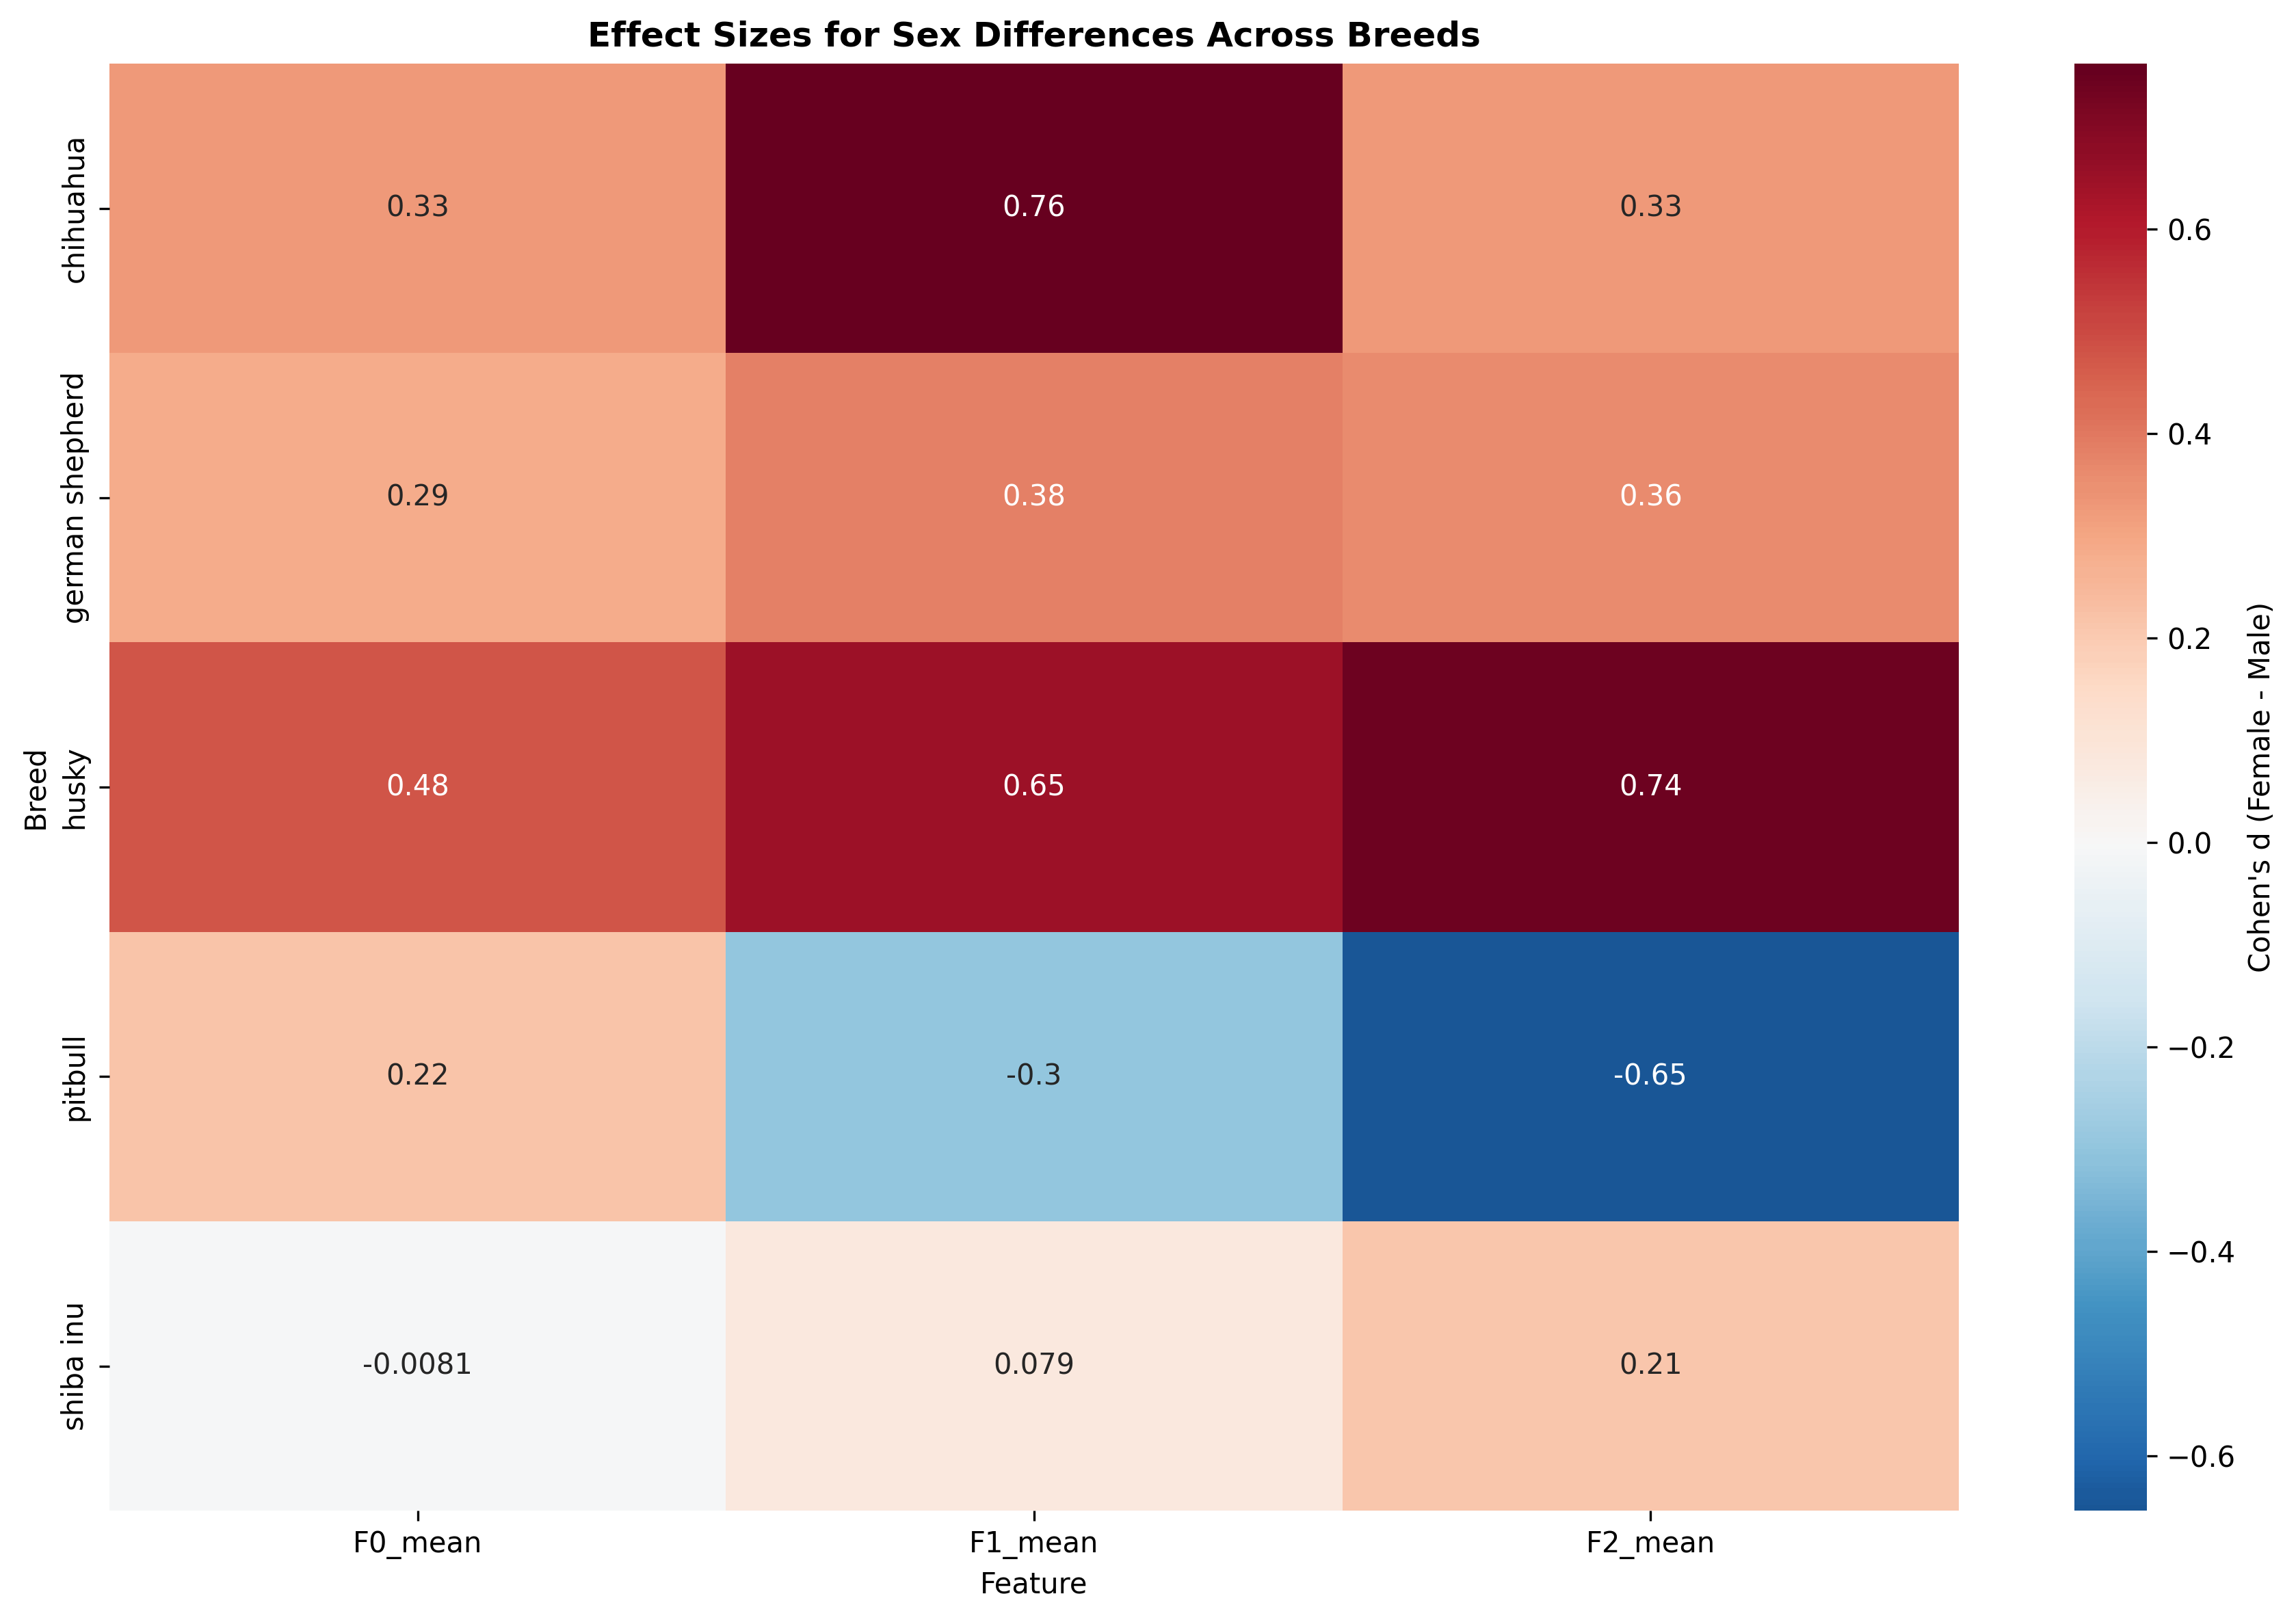 Effect Sizes for Sex Differences Across Breeds
Breed
chihuahua
0.33
0.76
0.33
german shepherd
0.29
0.38
0.36
husky
0.48
0.65
0.74
pitbull
0.22
-0.3
-0.65
shiba inu
-0.0081
0.079
0.21
F0_mean
F1_mean
F2_mean
Feature
0.6
0.4
0.2
0.0
−0.2
−0.4
−0.6
Cohen's d (Female - Male)